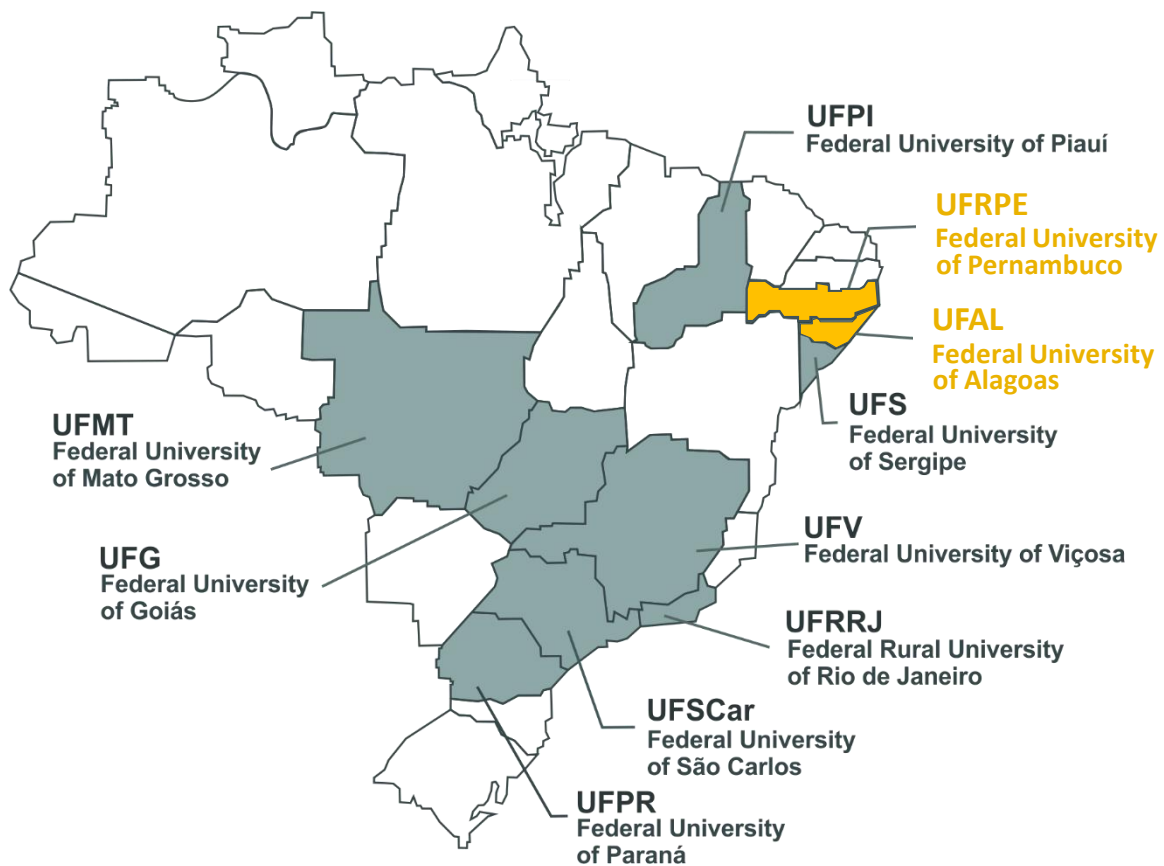 UFPI
Federal University of Piauí
UFRPE
Federal University
of Pernambuco
UFAL
Federal University
of Alagoas
UFS
Federal University
of Sergipe
UFMT
Federal University
of Mato Grosso
UFV
Federal University of Viçosa
UFG
Federal University
of Goiás
UFRRJ
Federal Rural University
of Rio de Janeiro
UFSCar
Federal University
of São Carlos
UFPR
Federal University
of Paraná